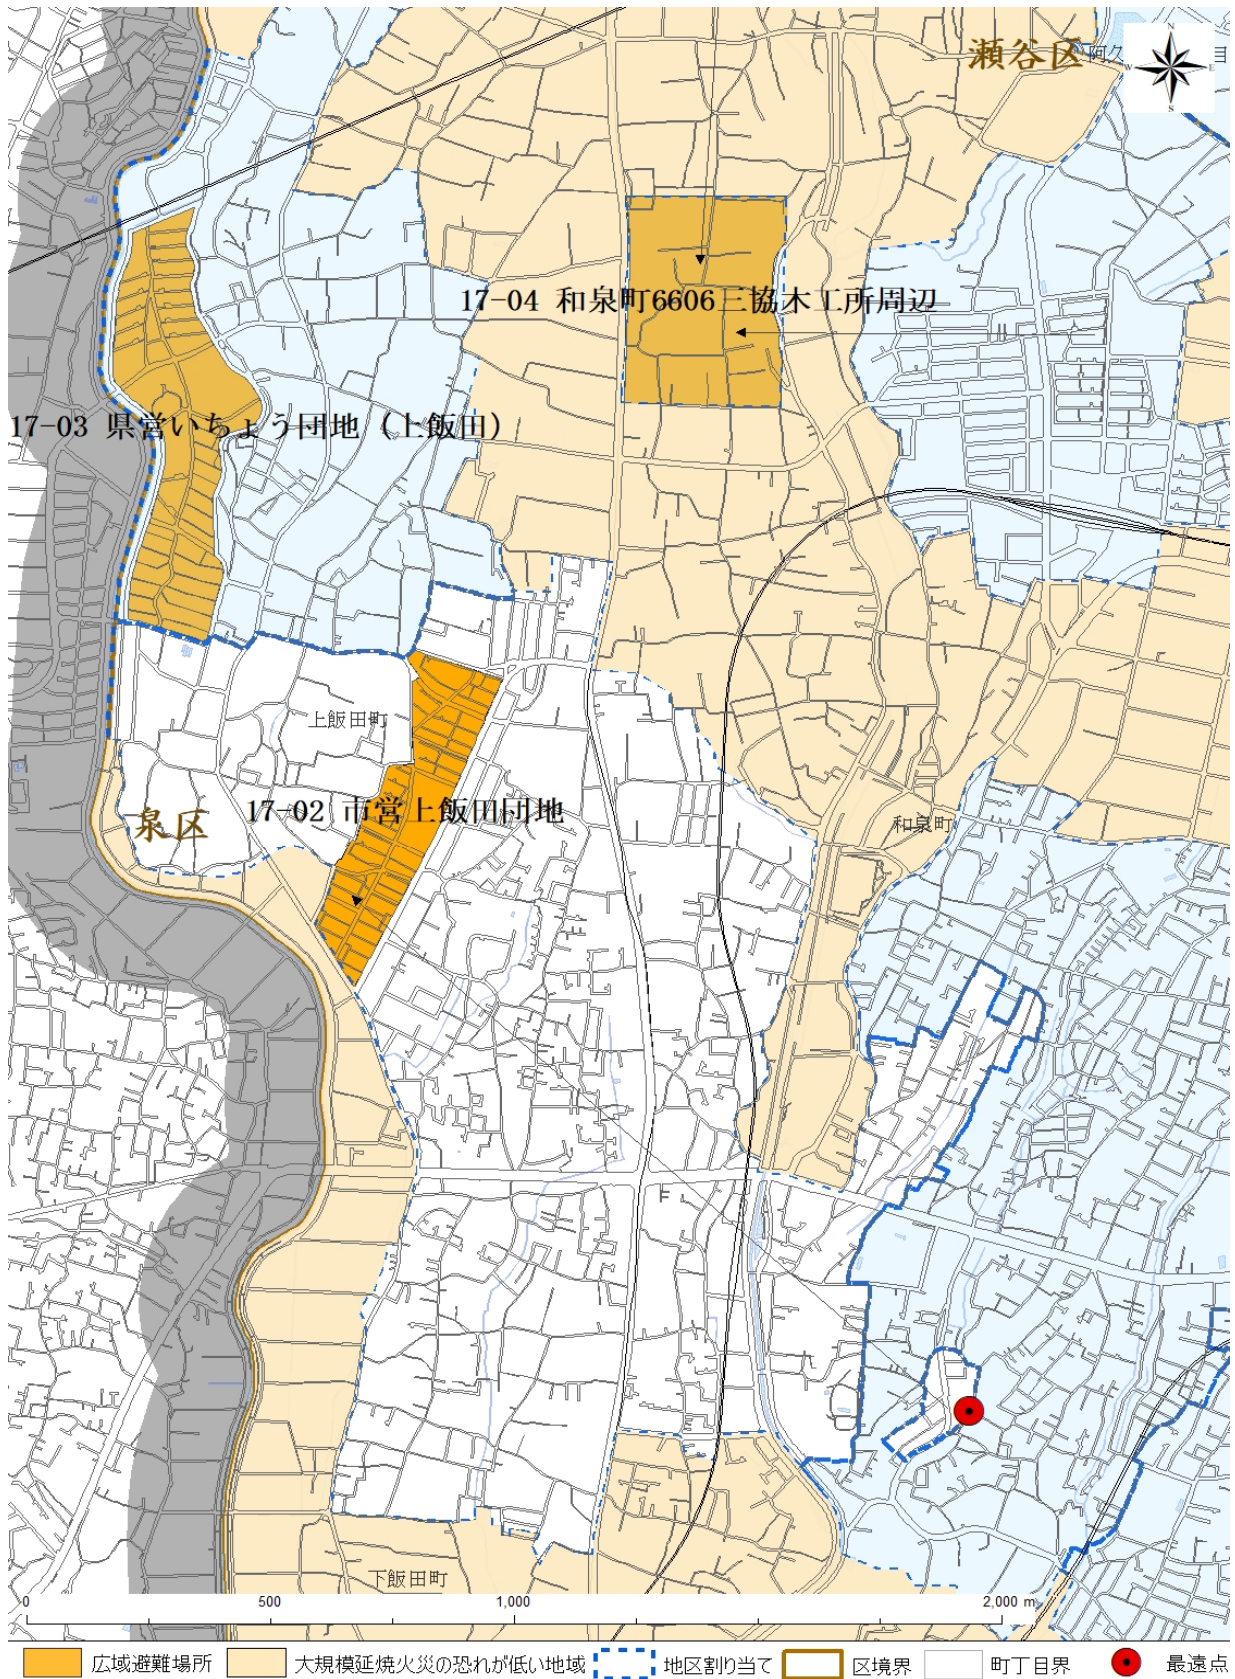 瀬谷区
阿久
目
N
W
E
S
17-04 和泉町6606三協木工所周辺
17-03 県営いちょう団地（上飯田）
上飯田町
泉区
17-02 市営上飯田団地
和泉町
下飯田町
0 500 1,000 2,000 m
広域避難場所 大規模延焼火災の恐れが低い地域 地区割り当て 区境界 町丁目界 最遠点